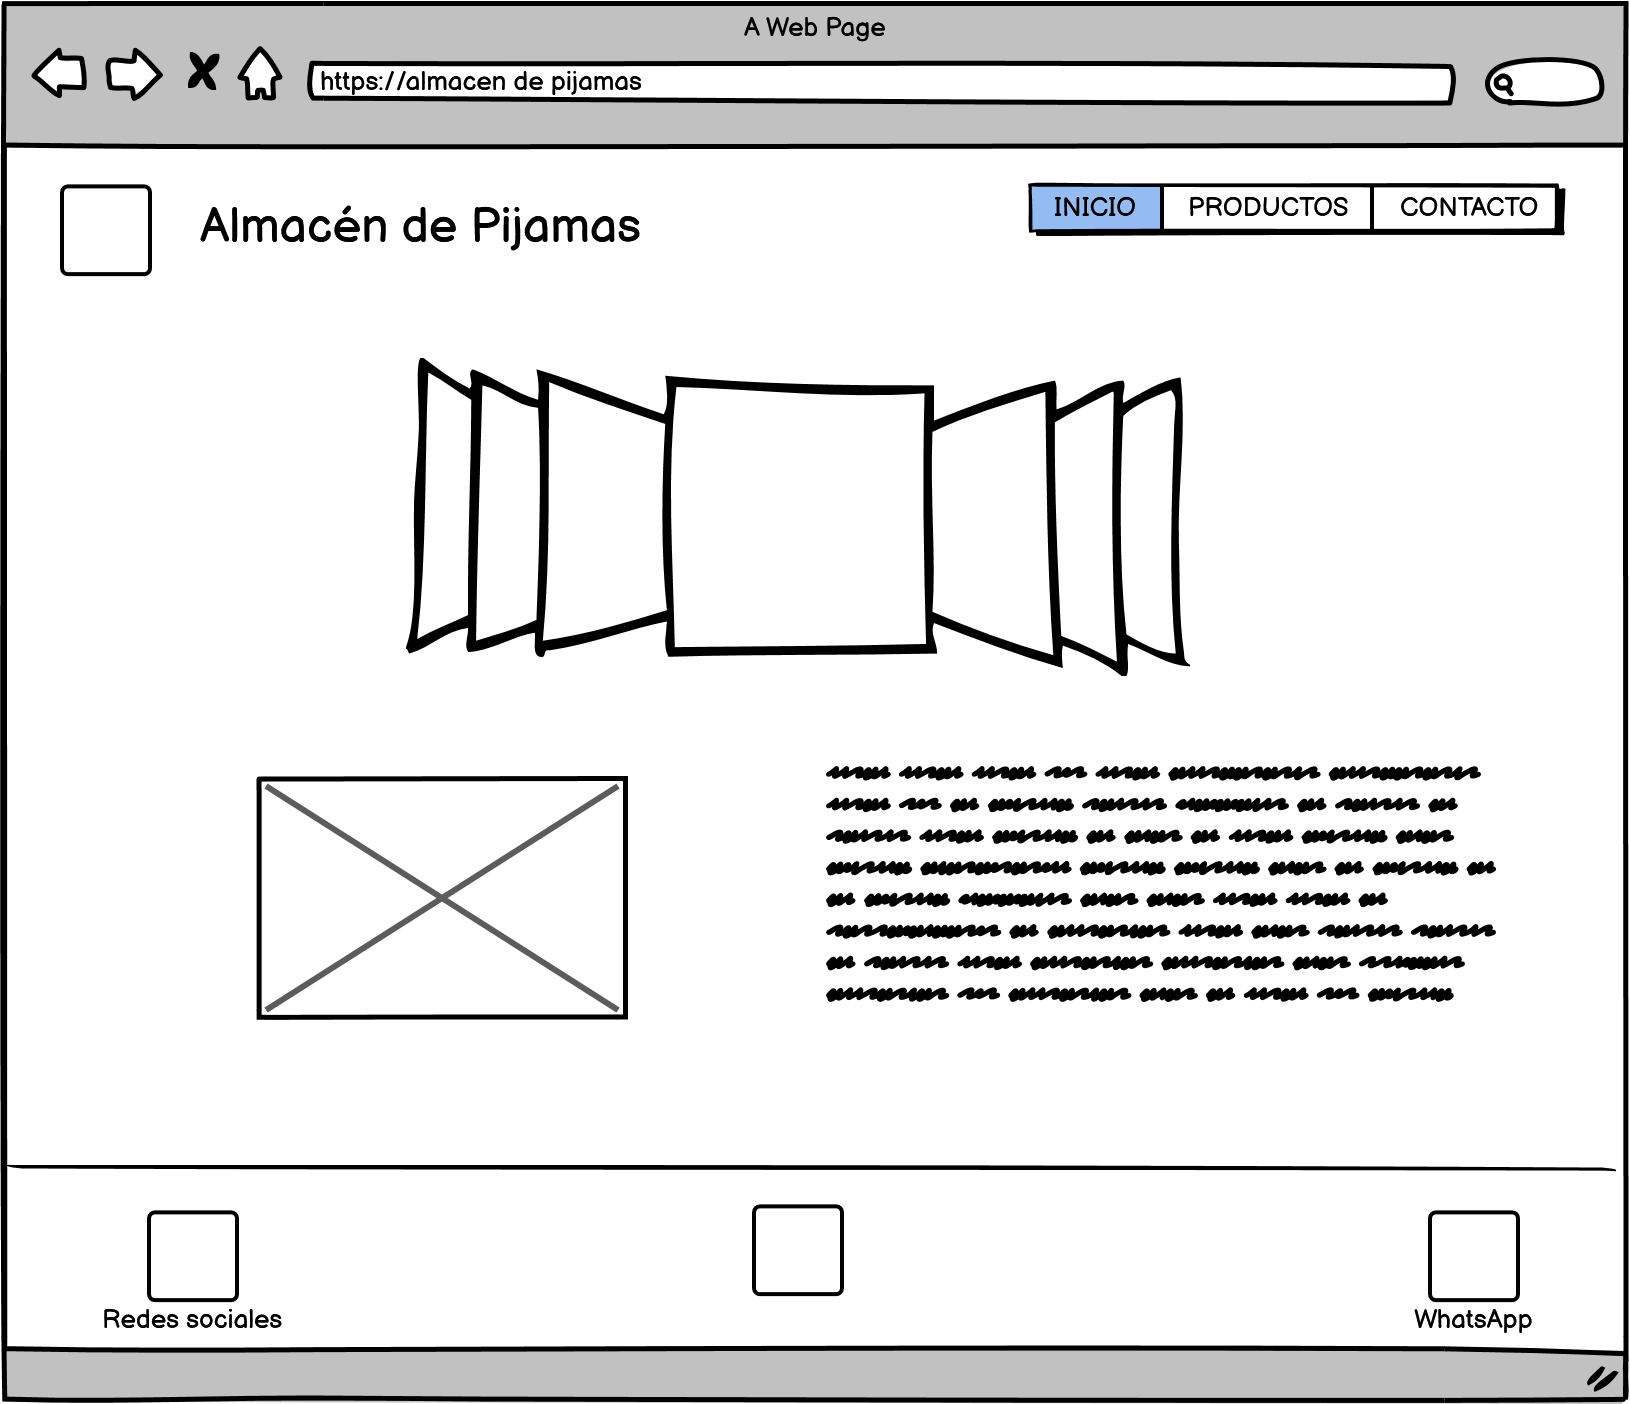 A Web Page
https://almacen de pijamas
Almacén de Pijamas
INICIO PRODUCTOS CONTACTO
Redes sociales
WhatsApp